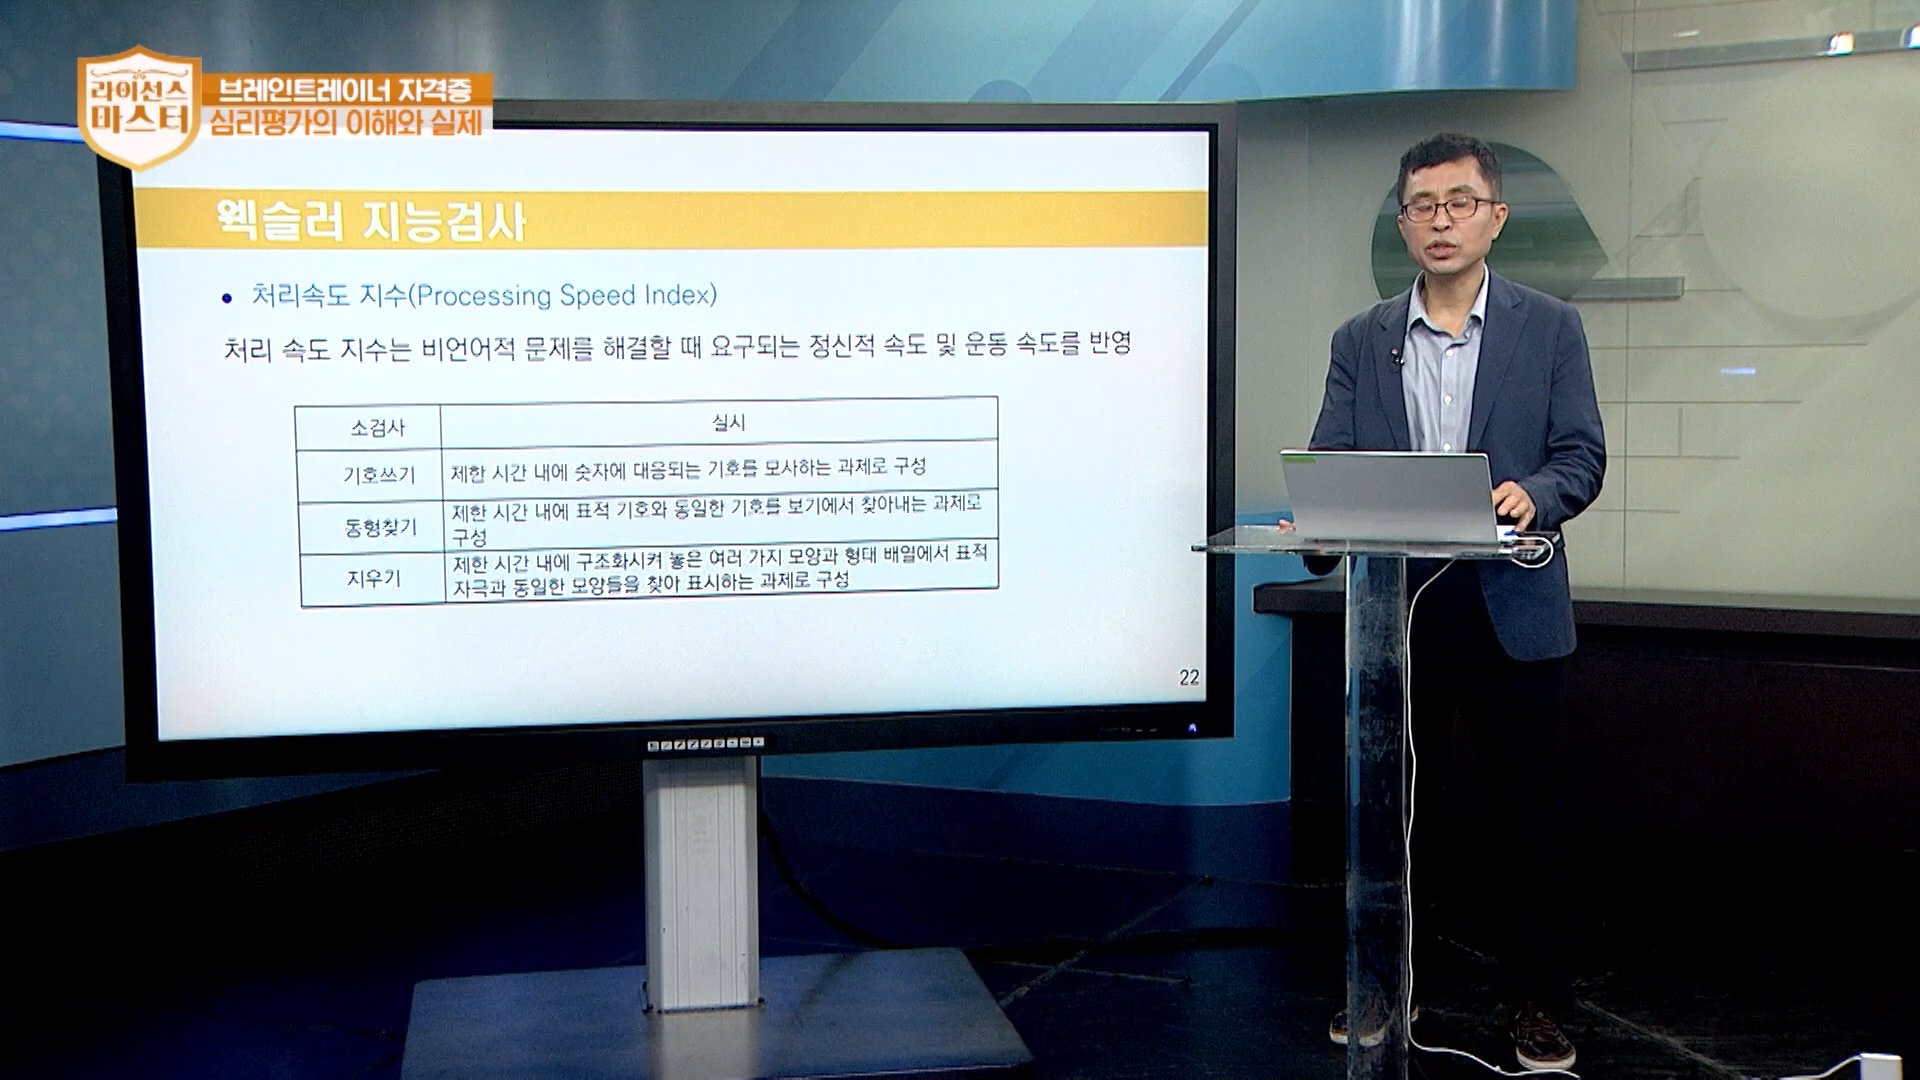 라이선스
마스터
브레인트레이너 자격증
심리평가의 이해와 실제
웩슬러 지능검사
• 처리속도 지수(Processing Speed Index)
처리 속도 지수는 비언어적 문제를 해결할 때 요구되는 정신적 속도 및 운동 속도를 반영
소검사 실시
기호쓰기 제한 시간 내에 숫자에 대응되는 기호를 모사하는 과제로 구성
동형찾기 제한 시간 내에 표적 기호와 동일한 기호를 보기에서 찾아내는 과제로
구성
지우기 제한 시간 내에 구조화시켜 놓은 여러 가지 모양과 형태 배열에서 표적
자극과 동일한 모양들을 찾아 표시하는 과제로 구성
22